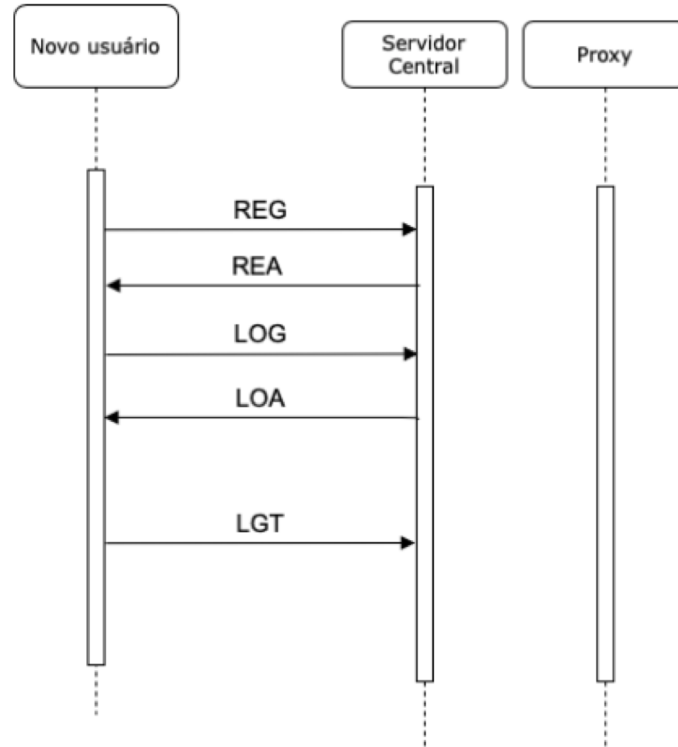 Novo usuário
Servidor
Central
Proxy
REG
REA
LOG
LOA
LGT